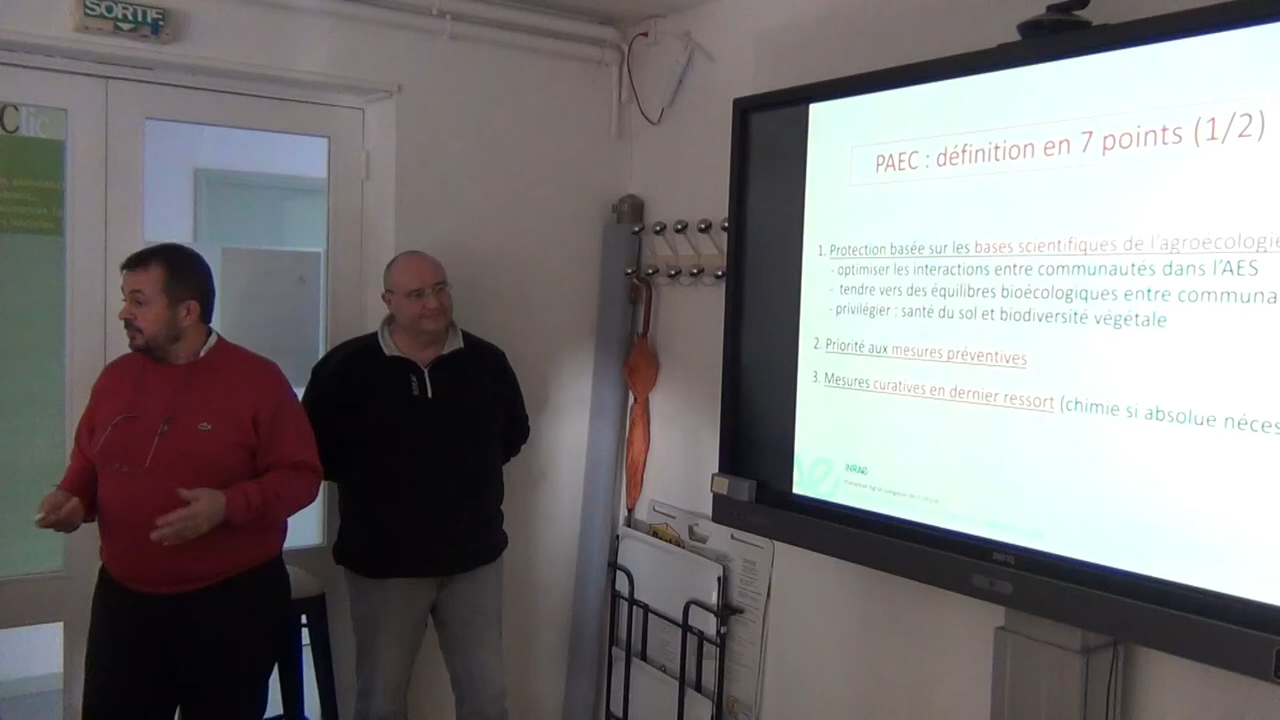 SORTIE
Clic
PAEC : définition en 7 points (1/2)
1. Protection basée sur les bases scientifiques de l'agroécologie
- optimiser les interactions entre communautés dans l'AES
- tendre vers des équilibres bioécologiques entre communa
- privilégier : santé du sol et biodiversité végétale
2. Priorité aux mesures préventives
3. Mesures curatives en dernier ressort (chimie si absolue néces
INRAE